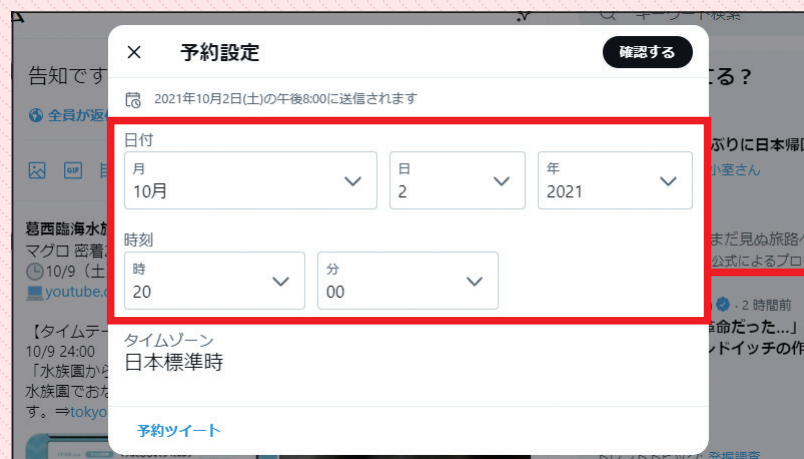 キーワード検索
予約設定
確認する
告知です
てる？
2021年10月2日(土)の午後8:00に送信されます
全員が返
日付
ぶりに日本帰
月
10月
日
2
年
2021
小室さん
GIF
葛西臨海水
マグロ 密着
時刻
まだ見ぬ旅路へ
公式によるプロ
10/9（土
時
20
分
00
youtube.c
・2 時間前
【タイムテー
革命だった...」
タイムゾーン
10/9 24:00
日本標準時
ンドイッチの作
「水族園から
水族園でおな
す。⇒tokyo
予約ツイート